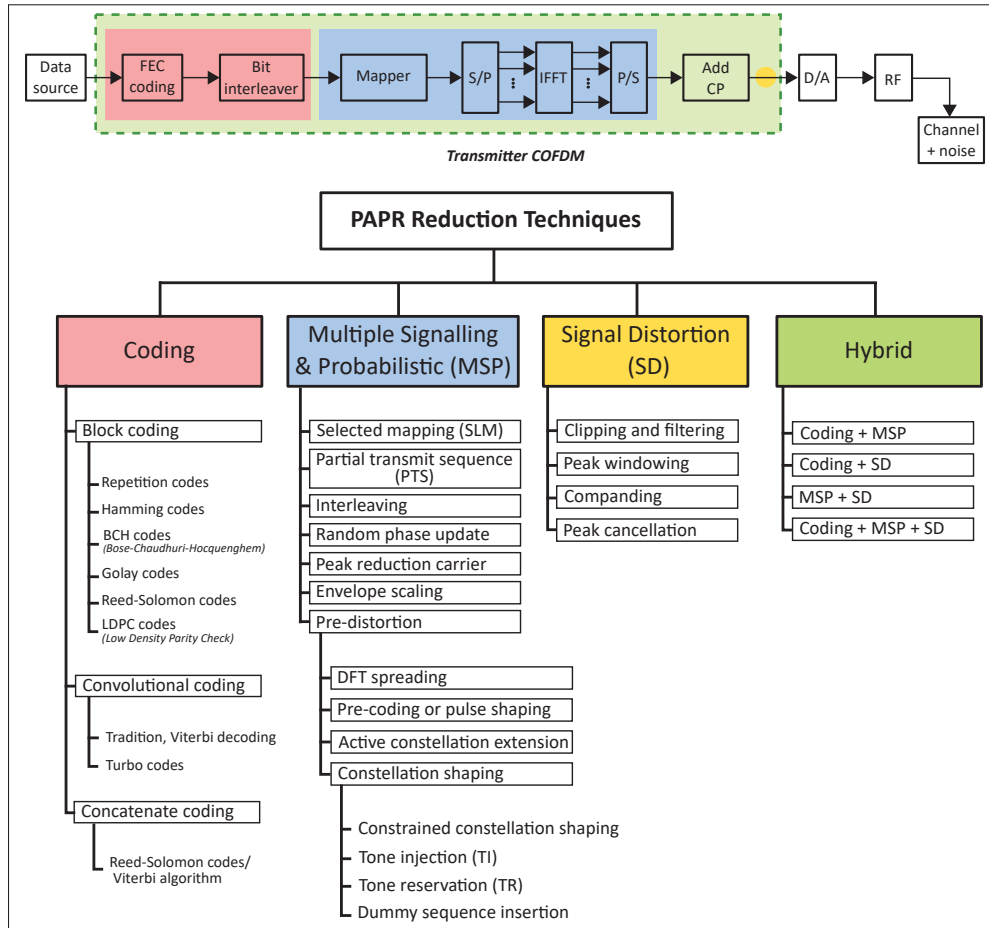 Data
source
FEC
coding
Bit
interleaver
Mapper
S/P
IFFT
P/S
Add
CP
D/A
RF
Channel
+ noise
Transmitter COFDM
PAPR Reduction Techniques
Coding
Block coding
Repetition codes
Hamming codes
BCH codes
(Bose-Chaudhuri-Hocquenghem)
Golay codes
Reed-Solomon codes
LDPC codes
(Low Density Parity Check)
Convolutional coding
Tradition, Viterbi decoding
Turbo codes
Concatenate coding
Reed-Solomon codes/
Viterbi algorithm
Multiple Signalling
& Probabilistic (MSP)
Selected mapping (SLM)
Partial transmit sequence
(PTS)
Interleaving
Random phase update
Peak reduction carrier
Envelope scaling
Pre-distortion
DFT spreading
Pre-coding or pulse shaping
Active constellation extension
Constellation shaping
Constrained constellation shaping
Tone injection (TI)
Tone reservation (TR)
Dummy sequence insertion
Signal Distortion
(SD)
Clipping and filtering
Peak windowing
Companding
Peak cancellation
Hybrid
Coding + MSP
Coding + SD
MSP + SD
Coding + MSP + SD